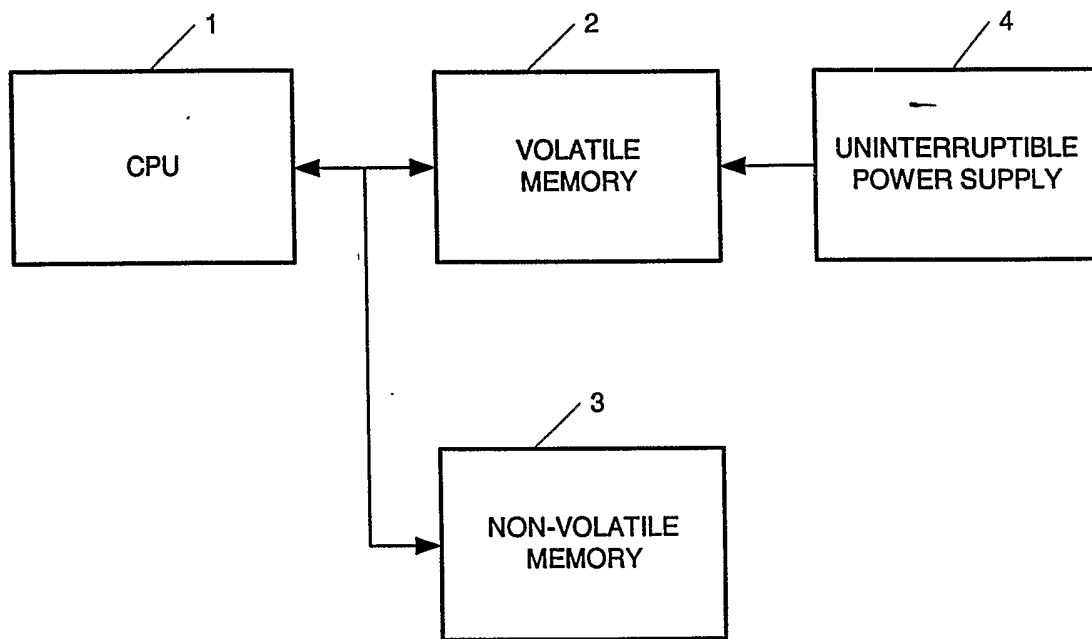 1
2
4
CPU
VOLATILE
MEMORY
UNINTERRUPTIBLE
POWER SUPPLY
3
NON-VOLATILE
MEMORY